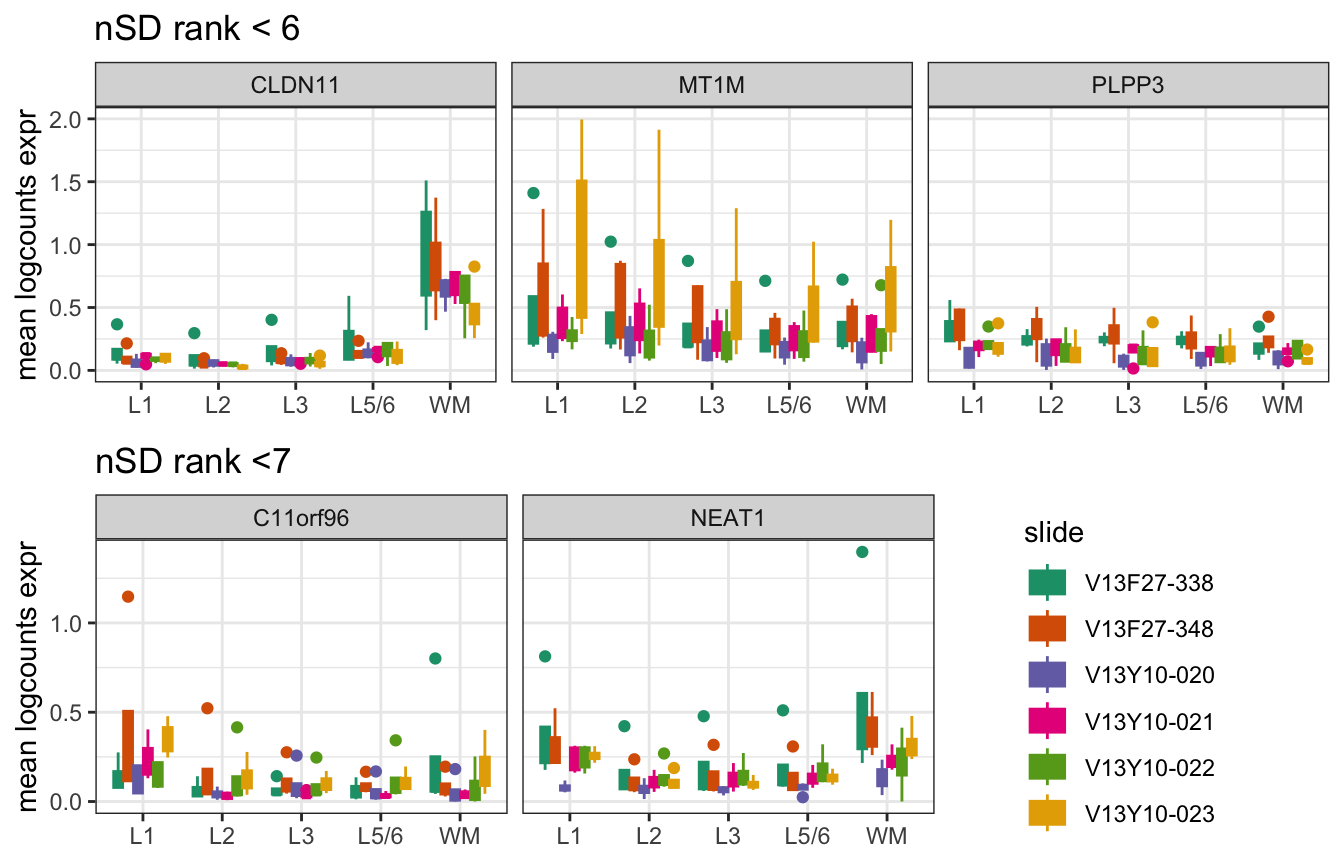 nSD rank < 6
CLDN11 MT1M PLPP3
mean logcounts expr
2.0
1.5
1.0
0.5
0.0
L1 L2 L3 L5/6 WM L1 L2 L3 L5/6 WM L1 L2 L3 L5/6 WM
nSD rank <7
C11orf96 NEAT1
mean logcounts expr
1.0
0.5
0.0
L1 L2 L3 L5/6 WM L1 L2 L3 L5/6 WM
slide
V13F27-338
V13F27-348
V13Y10-020
V13Y10-021
V13Y10-022
V13Y10-023